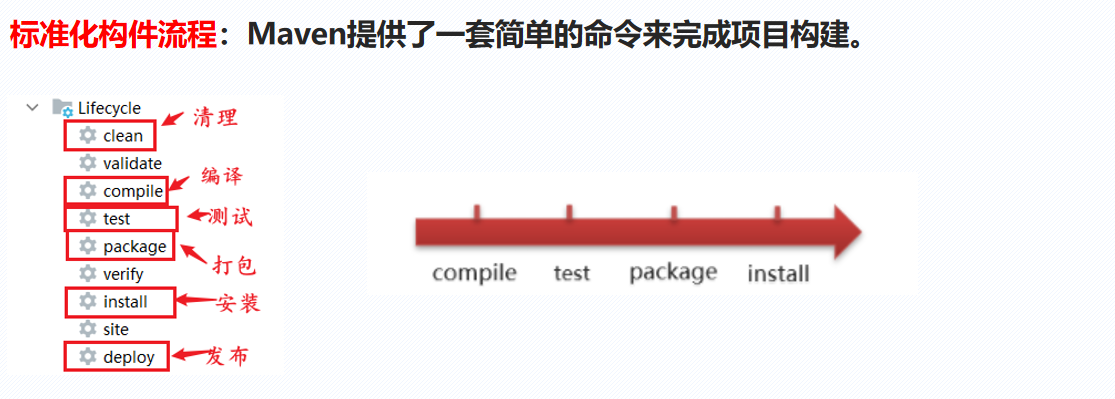 标准化构件流程：Maven提供了一套简单的命令来完成项目构建。
Lifecycle
clean 清理
validate
compile 编译
test 测试
package 打包
verify
install 安装
site
deploy 发布
compile test package install